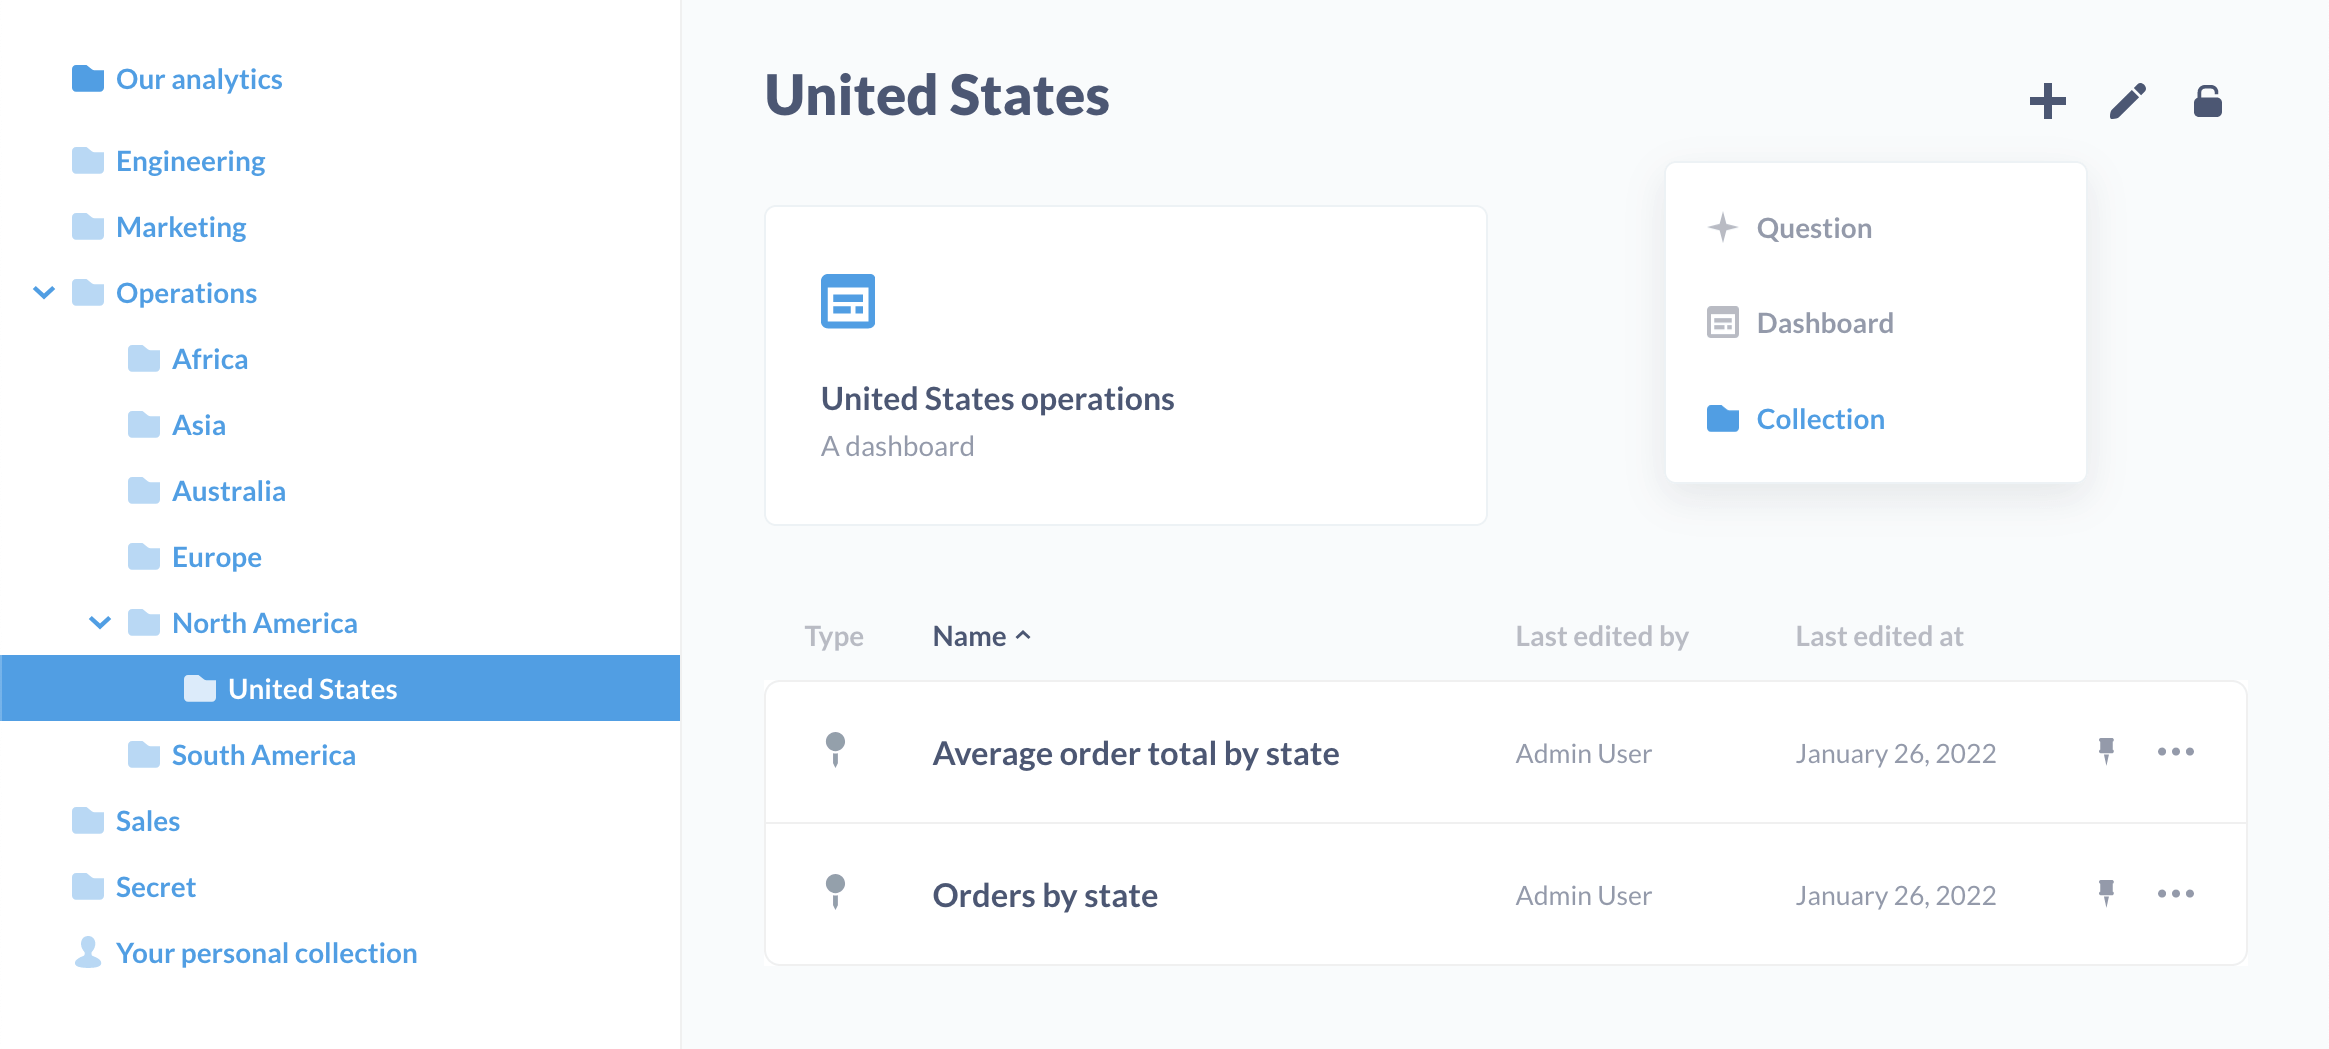 Our analytics
Engineering
Marketing
Operations
Africa
Asia
Australia
Europe
North America
United States
South America
Sales
Secret
Your personal collection
United States
Question
Dashboard
Collection
United States operations
A dashboard
Type Name Last edited by Last edited at
Average order total by state Admin User January 26, 2022
Orders by state Admin User January 26, 2022